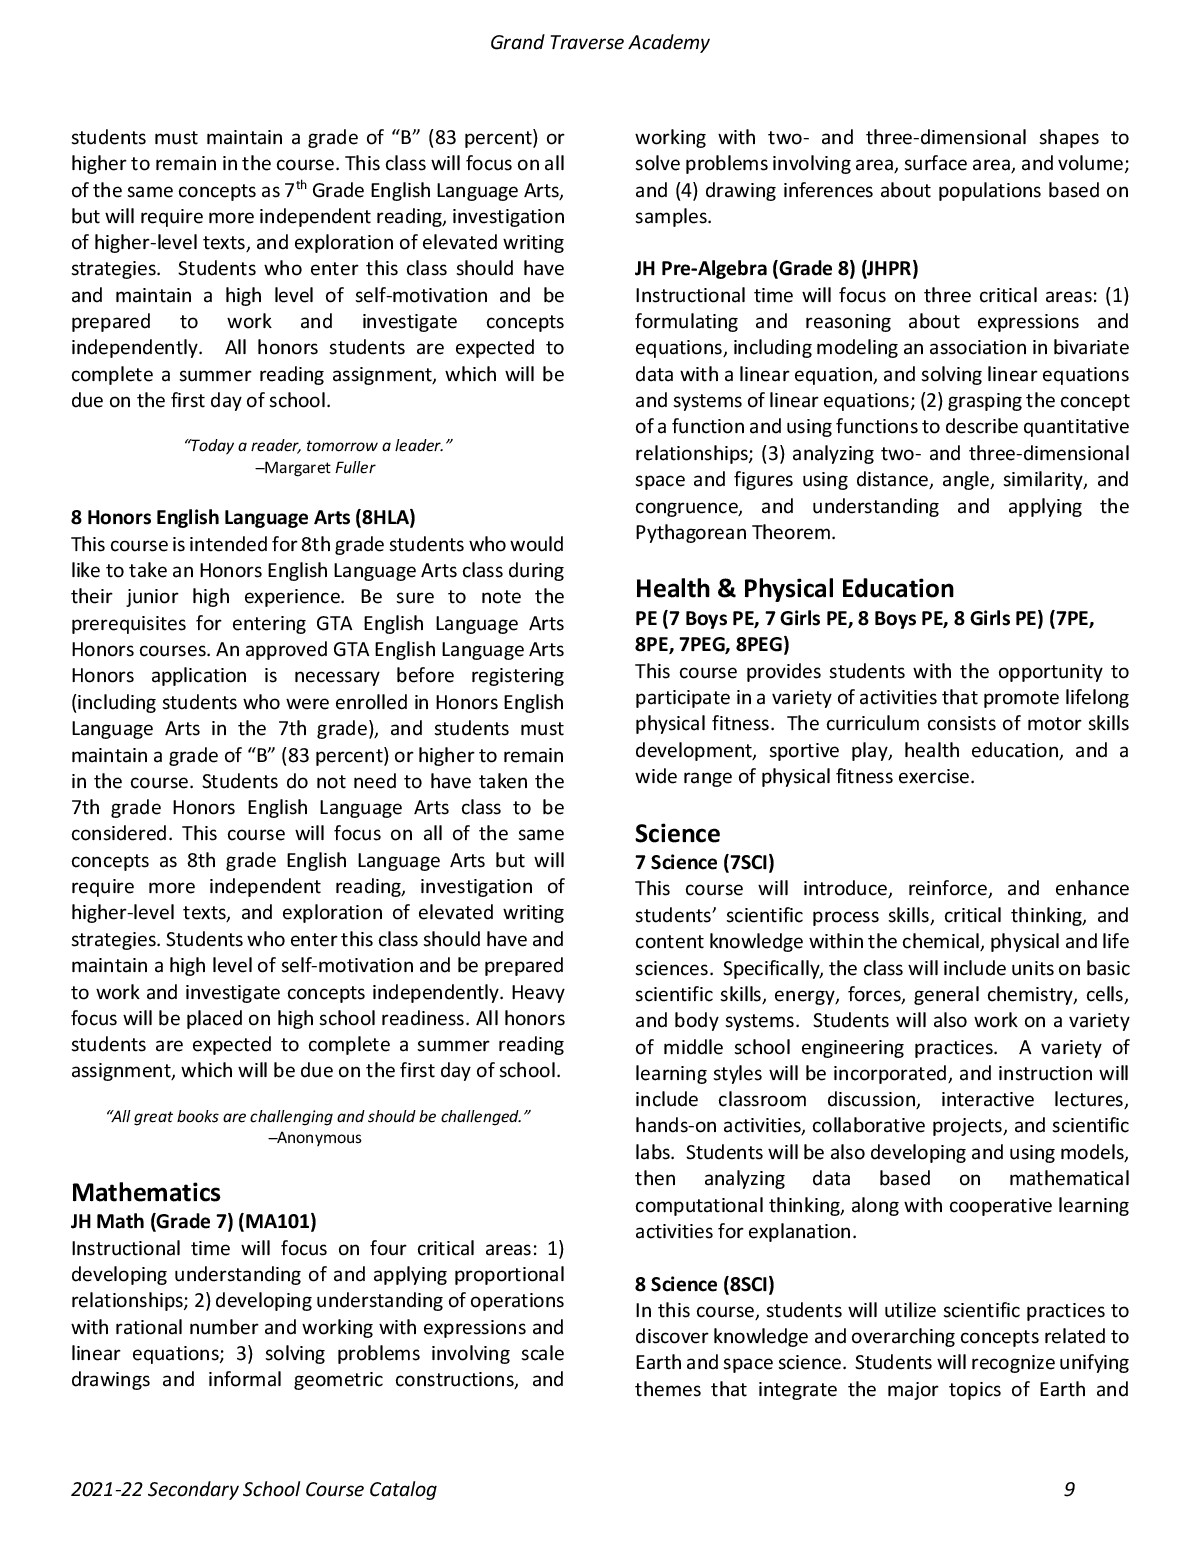 Grand Traverse Academy
students must maintain a grade of “B” (83 percent) or
higher to remain in the course. This class will focus on all
of the same concepts as 7th Grade English Language Arts,
but will require more independent reading, investigation
of higher-level texts, and exploration of elevated writing
strategies. Students who enter this class should have
and maintain a high level of self-motivation and be
prepared to work and investigate concepts
independently. All honors students are expected to
complete a summer reading assignment, which will be
due on the first day of school.
“Today a reader, tomorrow a leader.”
–Margaret Fuller
8 Honors English Language Arts (8HLA)
This course is intended for 8th grade students who would
like to take an Honors English Language Arts class during
their junior high experience. Be sure to note the
prerequisites for entering GTA English Language Arts
Honors courses. An approved GTA English Language Arts
Honors application is necessary before registering
(including students who were enrolled in Honors English
Language Arts in the 7th grade), and students must
maintain a grade of “B” (83 percent) or higher to remain
in the course. Students do not need to have taken the
7th grade Honors English Language Arts class to be
considered. This course will focus on all of the same
concepts as 8th grade English Language Arts but will
require more independent reading, investigation of
higher-level texts, and exploration of elevated writing
strategies. Students who enter this class should have and
maintain a high level of self-motivation and be prepared
to work and investigate concepts independently. Heavy
focus will be placed on high school readiness. All honors
students are expected to complete a summer reading
assignment, which will be due on the first day of school.
“All great books are challenging and should be challenged.”
–Anonymous
Mathematics
JH Math (Grade 7) (MA101)
Instructional time will focus on four critical areas: 1)
developing understanding of and applying proportional
relationships; 2) developing understanding of operations
with rational number and working with expressions and
linear equations; 3) solving problems involving scale
drawings and informal geometric constructions, and
working with two- and three-dimensional shapes to
solve problems involving area, surface area, and volume;
and (4) drawing inferences about populations based on
samples.
JH Pre-Algebra (Grade 8) (JHPR)
Instructional time will focus on three critical areas: (1)
formulating and reasoning about expressions and
equations, including modeling an association in bivariate
data with a linear equation, and solving linear equations
and systems of linear equations; (2) grasping the concept
of a function and using functions to describe quantitative
relationships; (3) analyzing two- and three-dimensional
space and figures using distance, angle, similarity, and
congruence, and understanding and applying the
Pythagorean Theorem.
Health & Physical Education
PE (7 Boys PE, 7 Girls PE, 8 Boys PE, 8 Girls PE) (7PE,
8PE, 7PEG, 8PEG)
This course provides students with the opportunity to
participate in a variety of activities that promote lifelong
physical fitness. The curriculum consists of motor skills
development, sportive play, health education, and a
wide range of physical fitness exercise.
Science
7 Science (7SCI)
This course will introduce, reinforce, and enhance
students’ scientific process skills, critical thinking, and
content knowledge within the chemical, physical and life
sciences. Specifically, the class will include units on basic
scientific skills, energy, forces, general chemistry, cells,
and body systems. Students will also work on a variety
of middle school engineering practices. A variety of
learning styles will be incorporated, and instruction will
include classroom discussion, interactive lectures,
hands-on activities, collaborative projects, and scientific
labs. Students will be also developing and using models,
then analyzing data based on mathematical
computational thinking, along with cooperative learning
activities for explanation.
8 Science (8SCI)
In this course, students will utilize scientific practices to
discover knowledge and overarching concepts related to
Earth and space science. Students will recognize unifying
themes that integrate the major topics of Earth and
2021-22 Secondary School Course Catalog 9